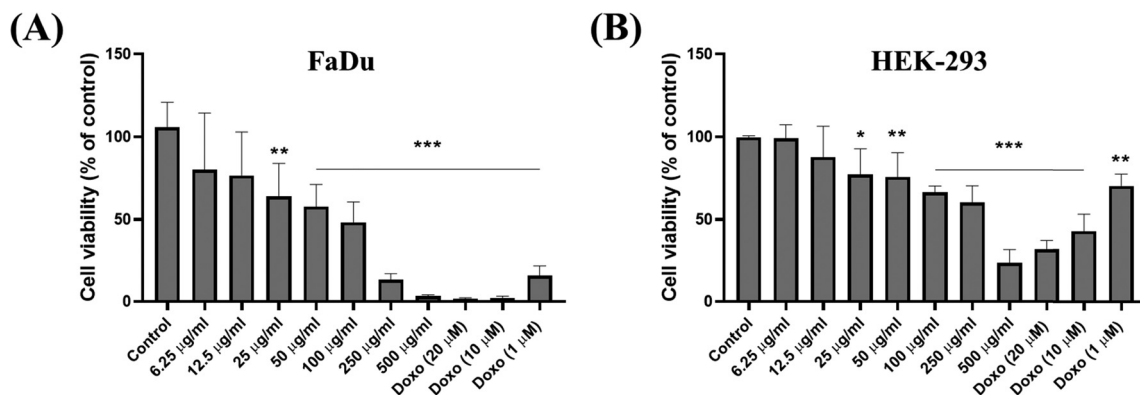 (A)
FaDu
Cell viability (% of control)
150
100
50
0
**
***
Control
6.25 µg/ml
12.5 µg/ml
25 µg/ml
50 µg/ml
100 µg/ml
250 µg/ml
500 µg/ml
Doxo (20 µM)
Doxo (10 µM)
Doxo (1 µM)
(B)
HEK-293
Cell viability (% of control)
150
100
50
0
*
**
***
**
Control
6.25 µg/ml
12.5 µg/ml
25 µg/ml
50 µg/ml
100 µg/ml
250 µg/ml
500 µg/ml
Doxo (20 µM)
Doxo (10 µM)
Doxo (1 µM)